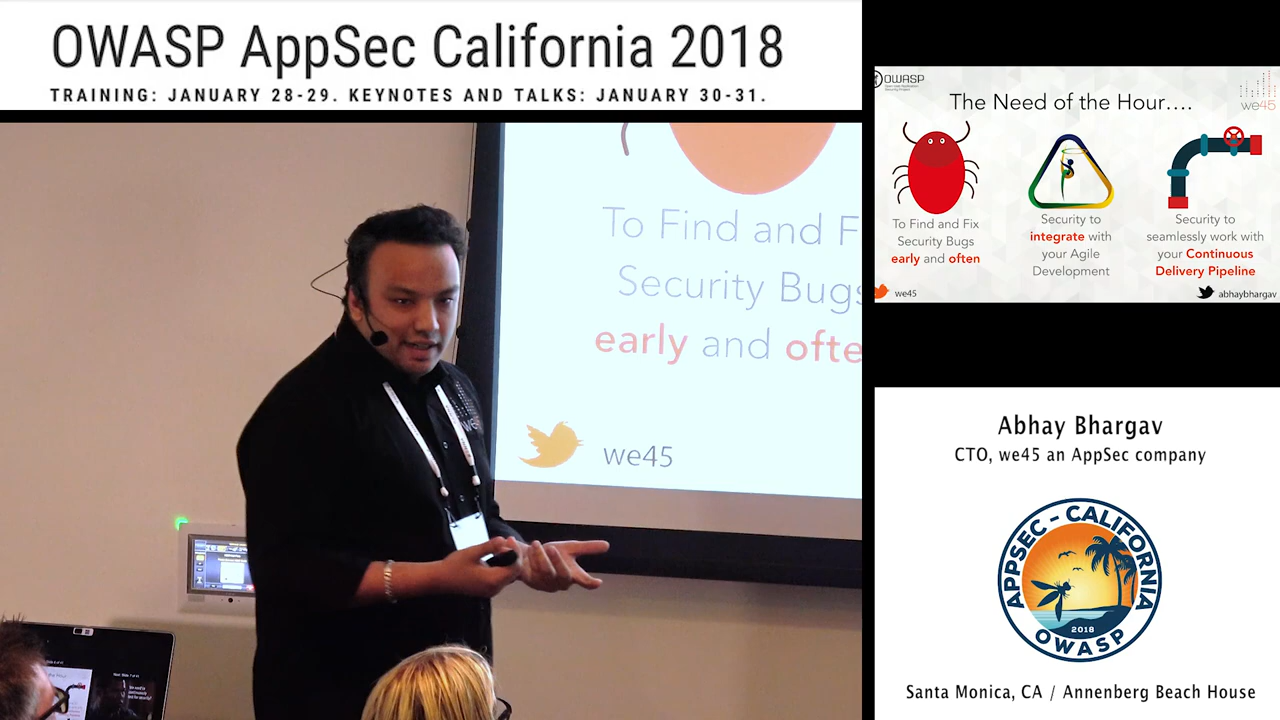 OWASP AppSec California 2018
TRAINING: JANUARY 28-29. KEYNOTES AND TALKS: JANUARY 30-31.
To Find and F
Security Bugs
early and ofte
we45
we45
OWASP
we45
The Need of the Hour....
To Find and Fix
Security Bugs
early and often
Security to
integrate with
your Agile
Development
Security to
seamlessly work with
your Continuous
Delivery Pipeline
we45
abhaybhargav
Abhay Bhargav
CTO, we45 an AppSec company
APPSEC - CALIFORNIA
2018
OWASP
Santa Monica, CA / Annenberg Beach House